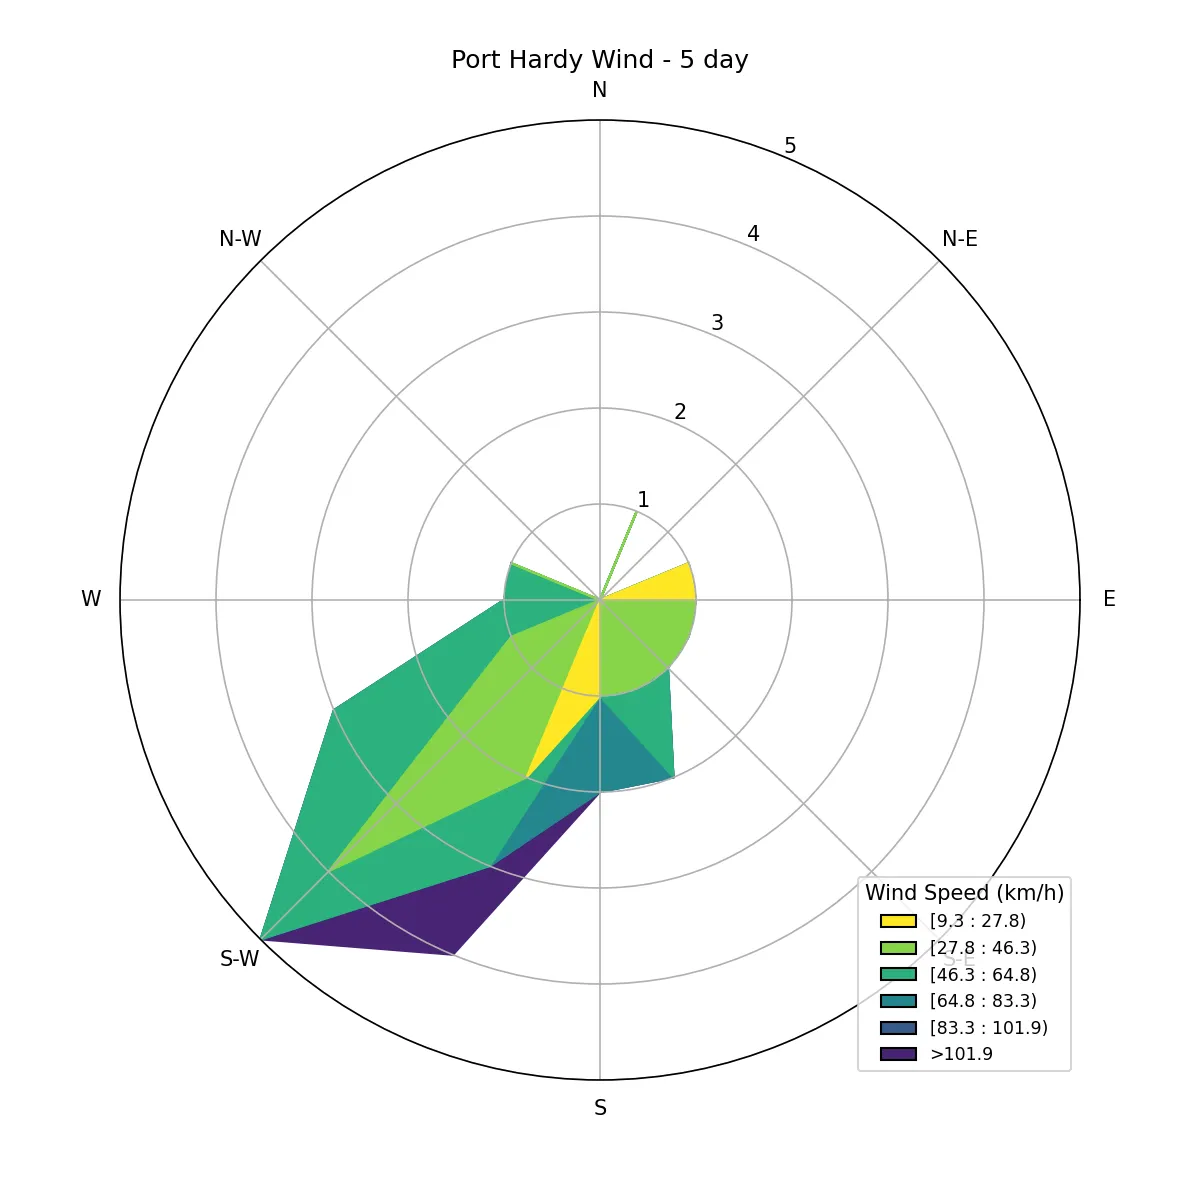 Port Hardy Wind - 5 day
N
5
N-W
N-E
4
3
2
1
W
E
Wind Speed (km/h)
[9.3 : 27.8)
[27.8 : 46.3)
S-W
S-E
[46.3 : 64.8)
[64.8 : 83.3)
[83.3 : 101.9)
>101.9
S